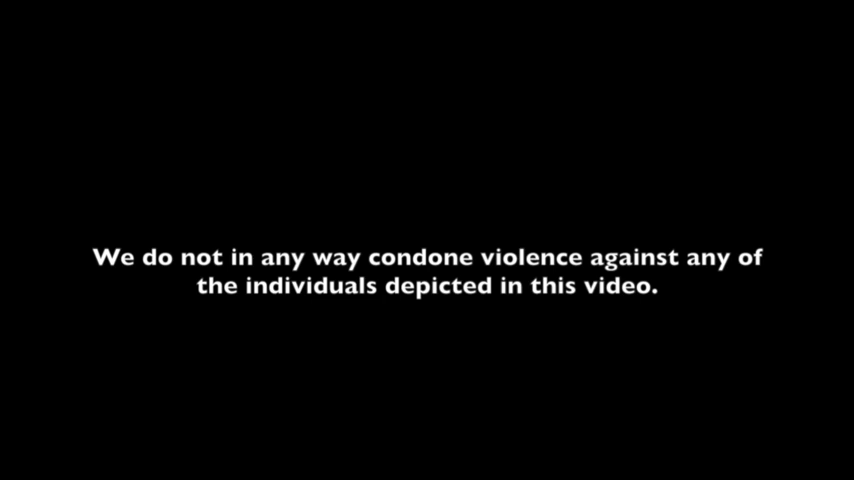 We do not in any way condone violence against any of
the individuals depicted in this video.